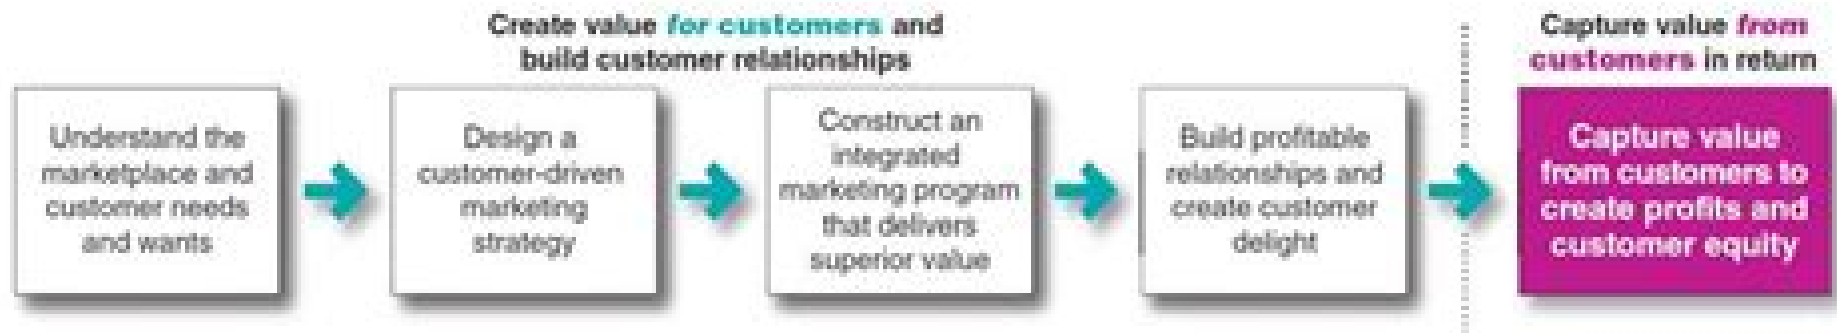 Create value for customers and
build customer relationships
Capture value from
customers in return
Understand the
marketplace and
customer needs
and wants
Design a
customer-driven
marketing
strategy
Construct an
integrated
marketing program
that delivers
superior value
Build profitable
relationships and
create customer
delight
Capture value
from customers to
create profits and
customer equity